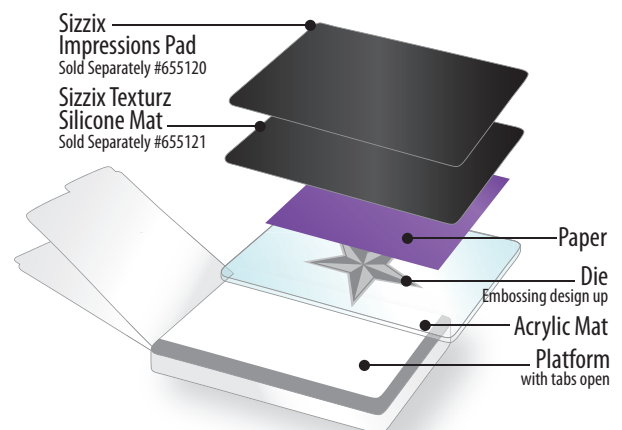 Sizzix
Impressions Pad
Sold Separately #655120
Sizzix Texturz
Silicone Mat
Sold Separately #655121
Paper
Die
Embossing design up
Acrylic Mat
Platform
with tabs open